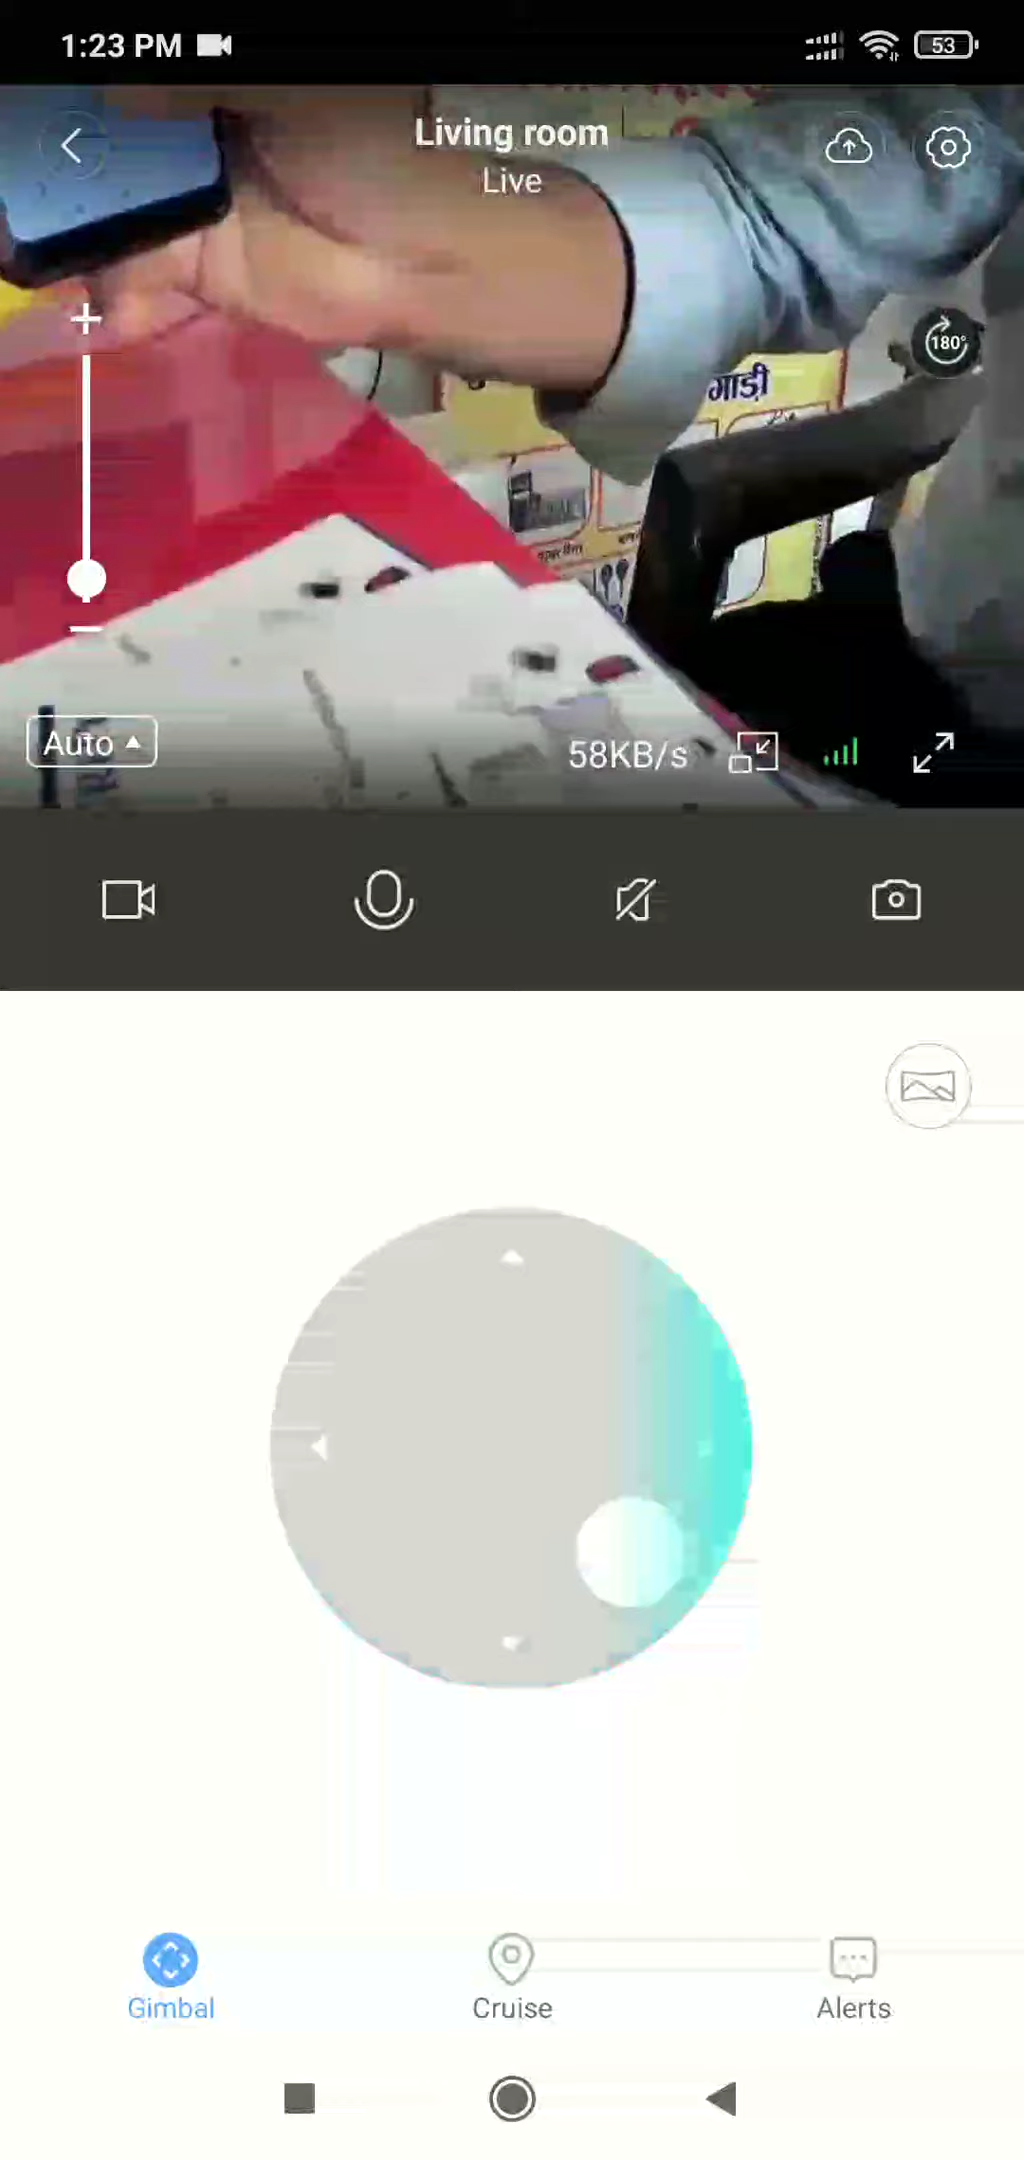 1:23 PM
53
Living room
Live
180°
गाडी
Auto
58KB/s
Gimbal
Cruise
Alerts